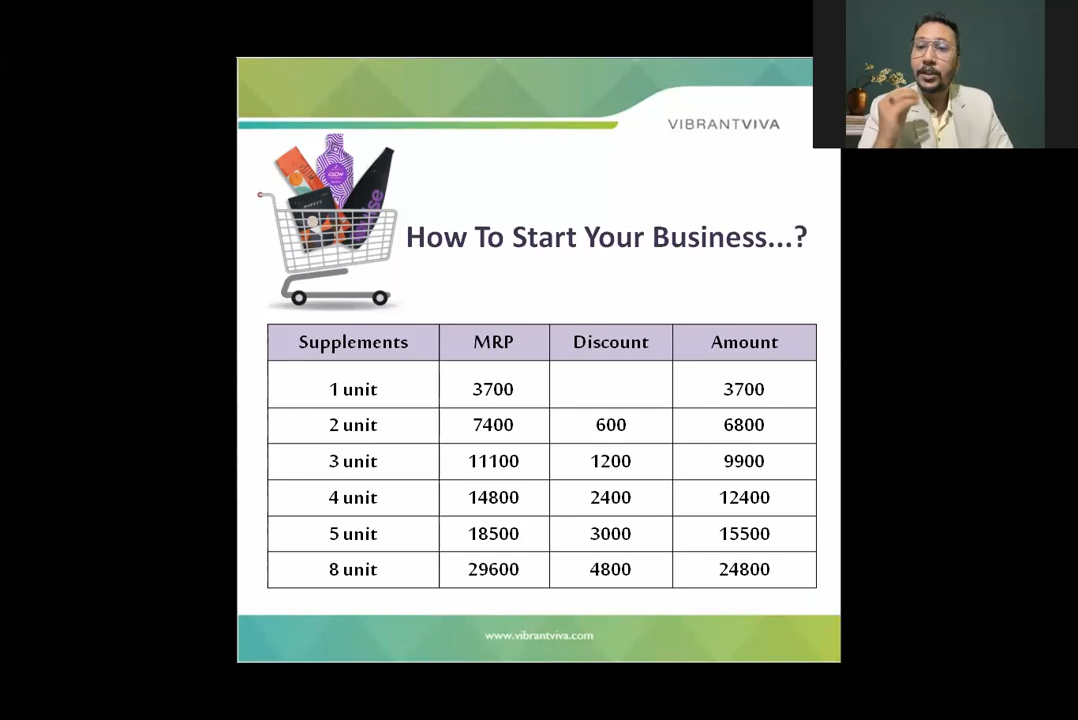 VIBRANTVIVA
How To Start Your Business...?
Supplements MRP Discount Amount
1 unit 3700 3700
2 unit 7400 600 6800
3 unit 11100 1200 9900
4 unit 14800 2400 12400
5 unit 18500 3000 15500
8 unit 29600 4800 24800
www.vibrantviva.com